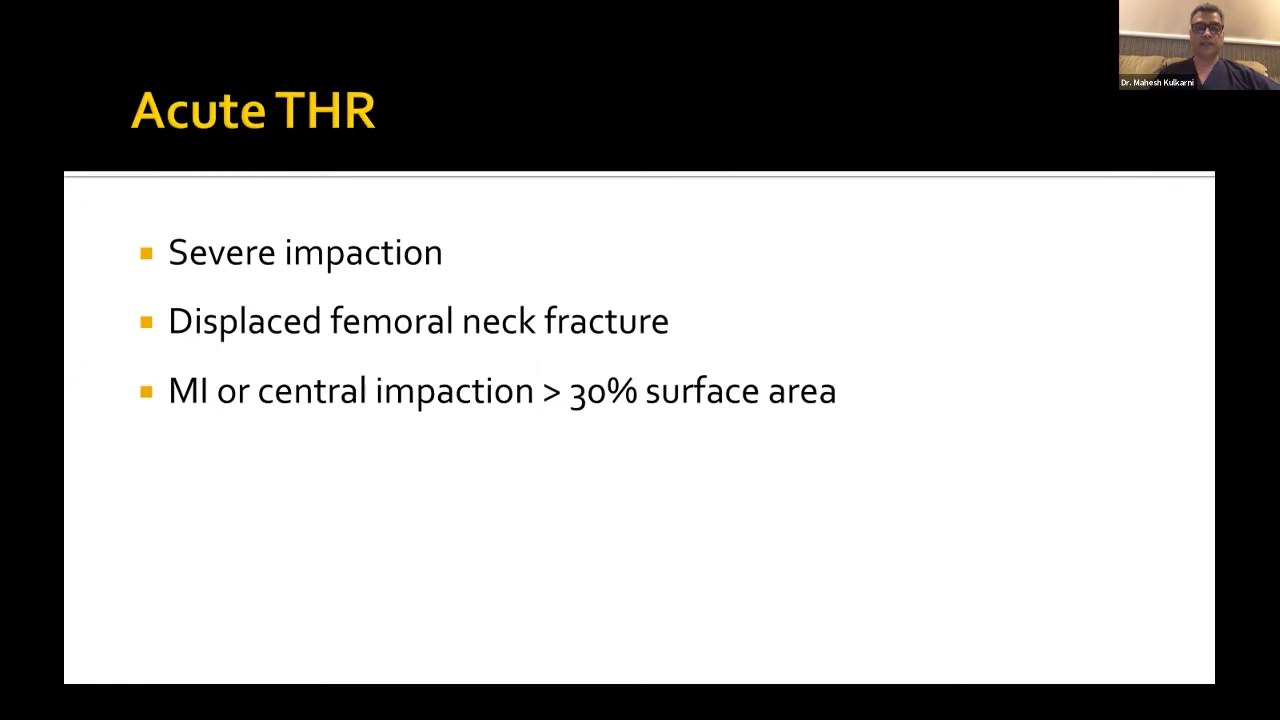 Dr. Mahesh Kulkarni
Acute THR
Severe impaction
Displaced femoral neck fracture
MI or central impaction > 30% surface area